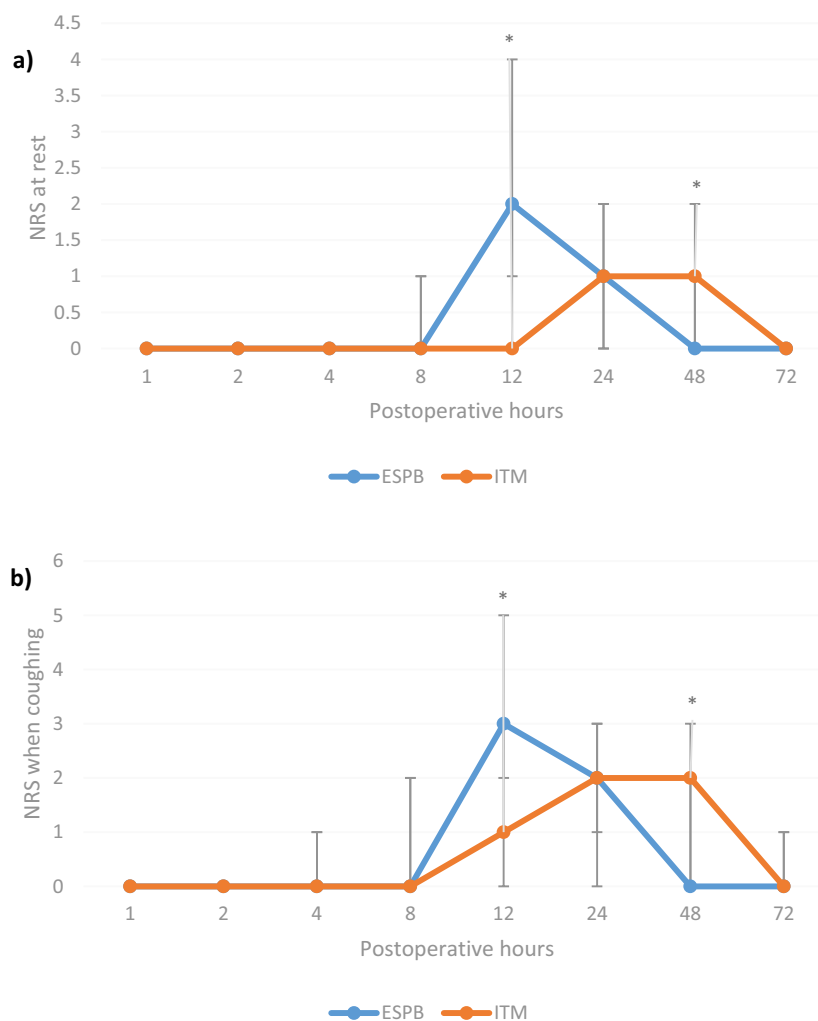 a)
NRS at rest
4.5
4
3.5
3
2.5
2
1.5
1
0.5
0
*
*
1 2 4 8 12 24 48 72
Postoperative hours
ESPB ITM
b)
NRS when coughing
6
5
4
3
2
1
0
*
*
1 2 4 8 12 24 48 72
Postoperative hours
ESPB ITM